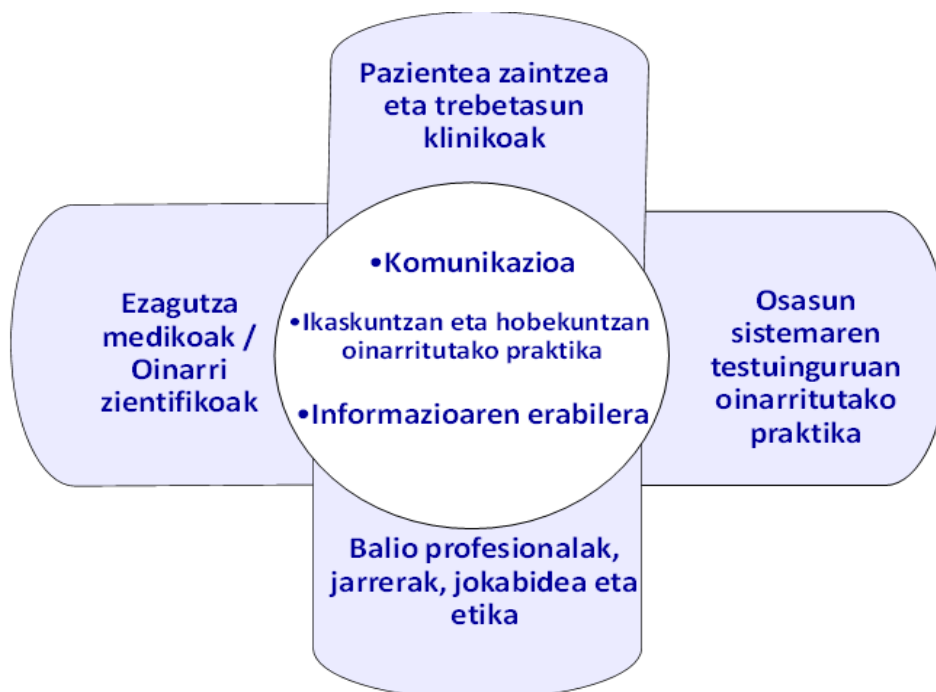 Pazientea zaintzea
eta trebetasun
klinikoak
Ezagutza
medikoak /
Oinarri
zientifikoak
•Komunikazioa
•Ikaskuntzan eta hobekuntzan
oinarritutako praktika
•Informazioaren erabilera
Osasun
sistemaren
testuinguruan
oinarritutako
praktika
Balio profesionalak,
jarrerak, jokabidea eta
etika